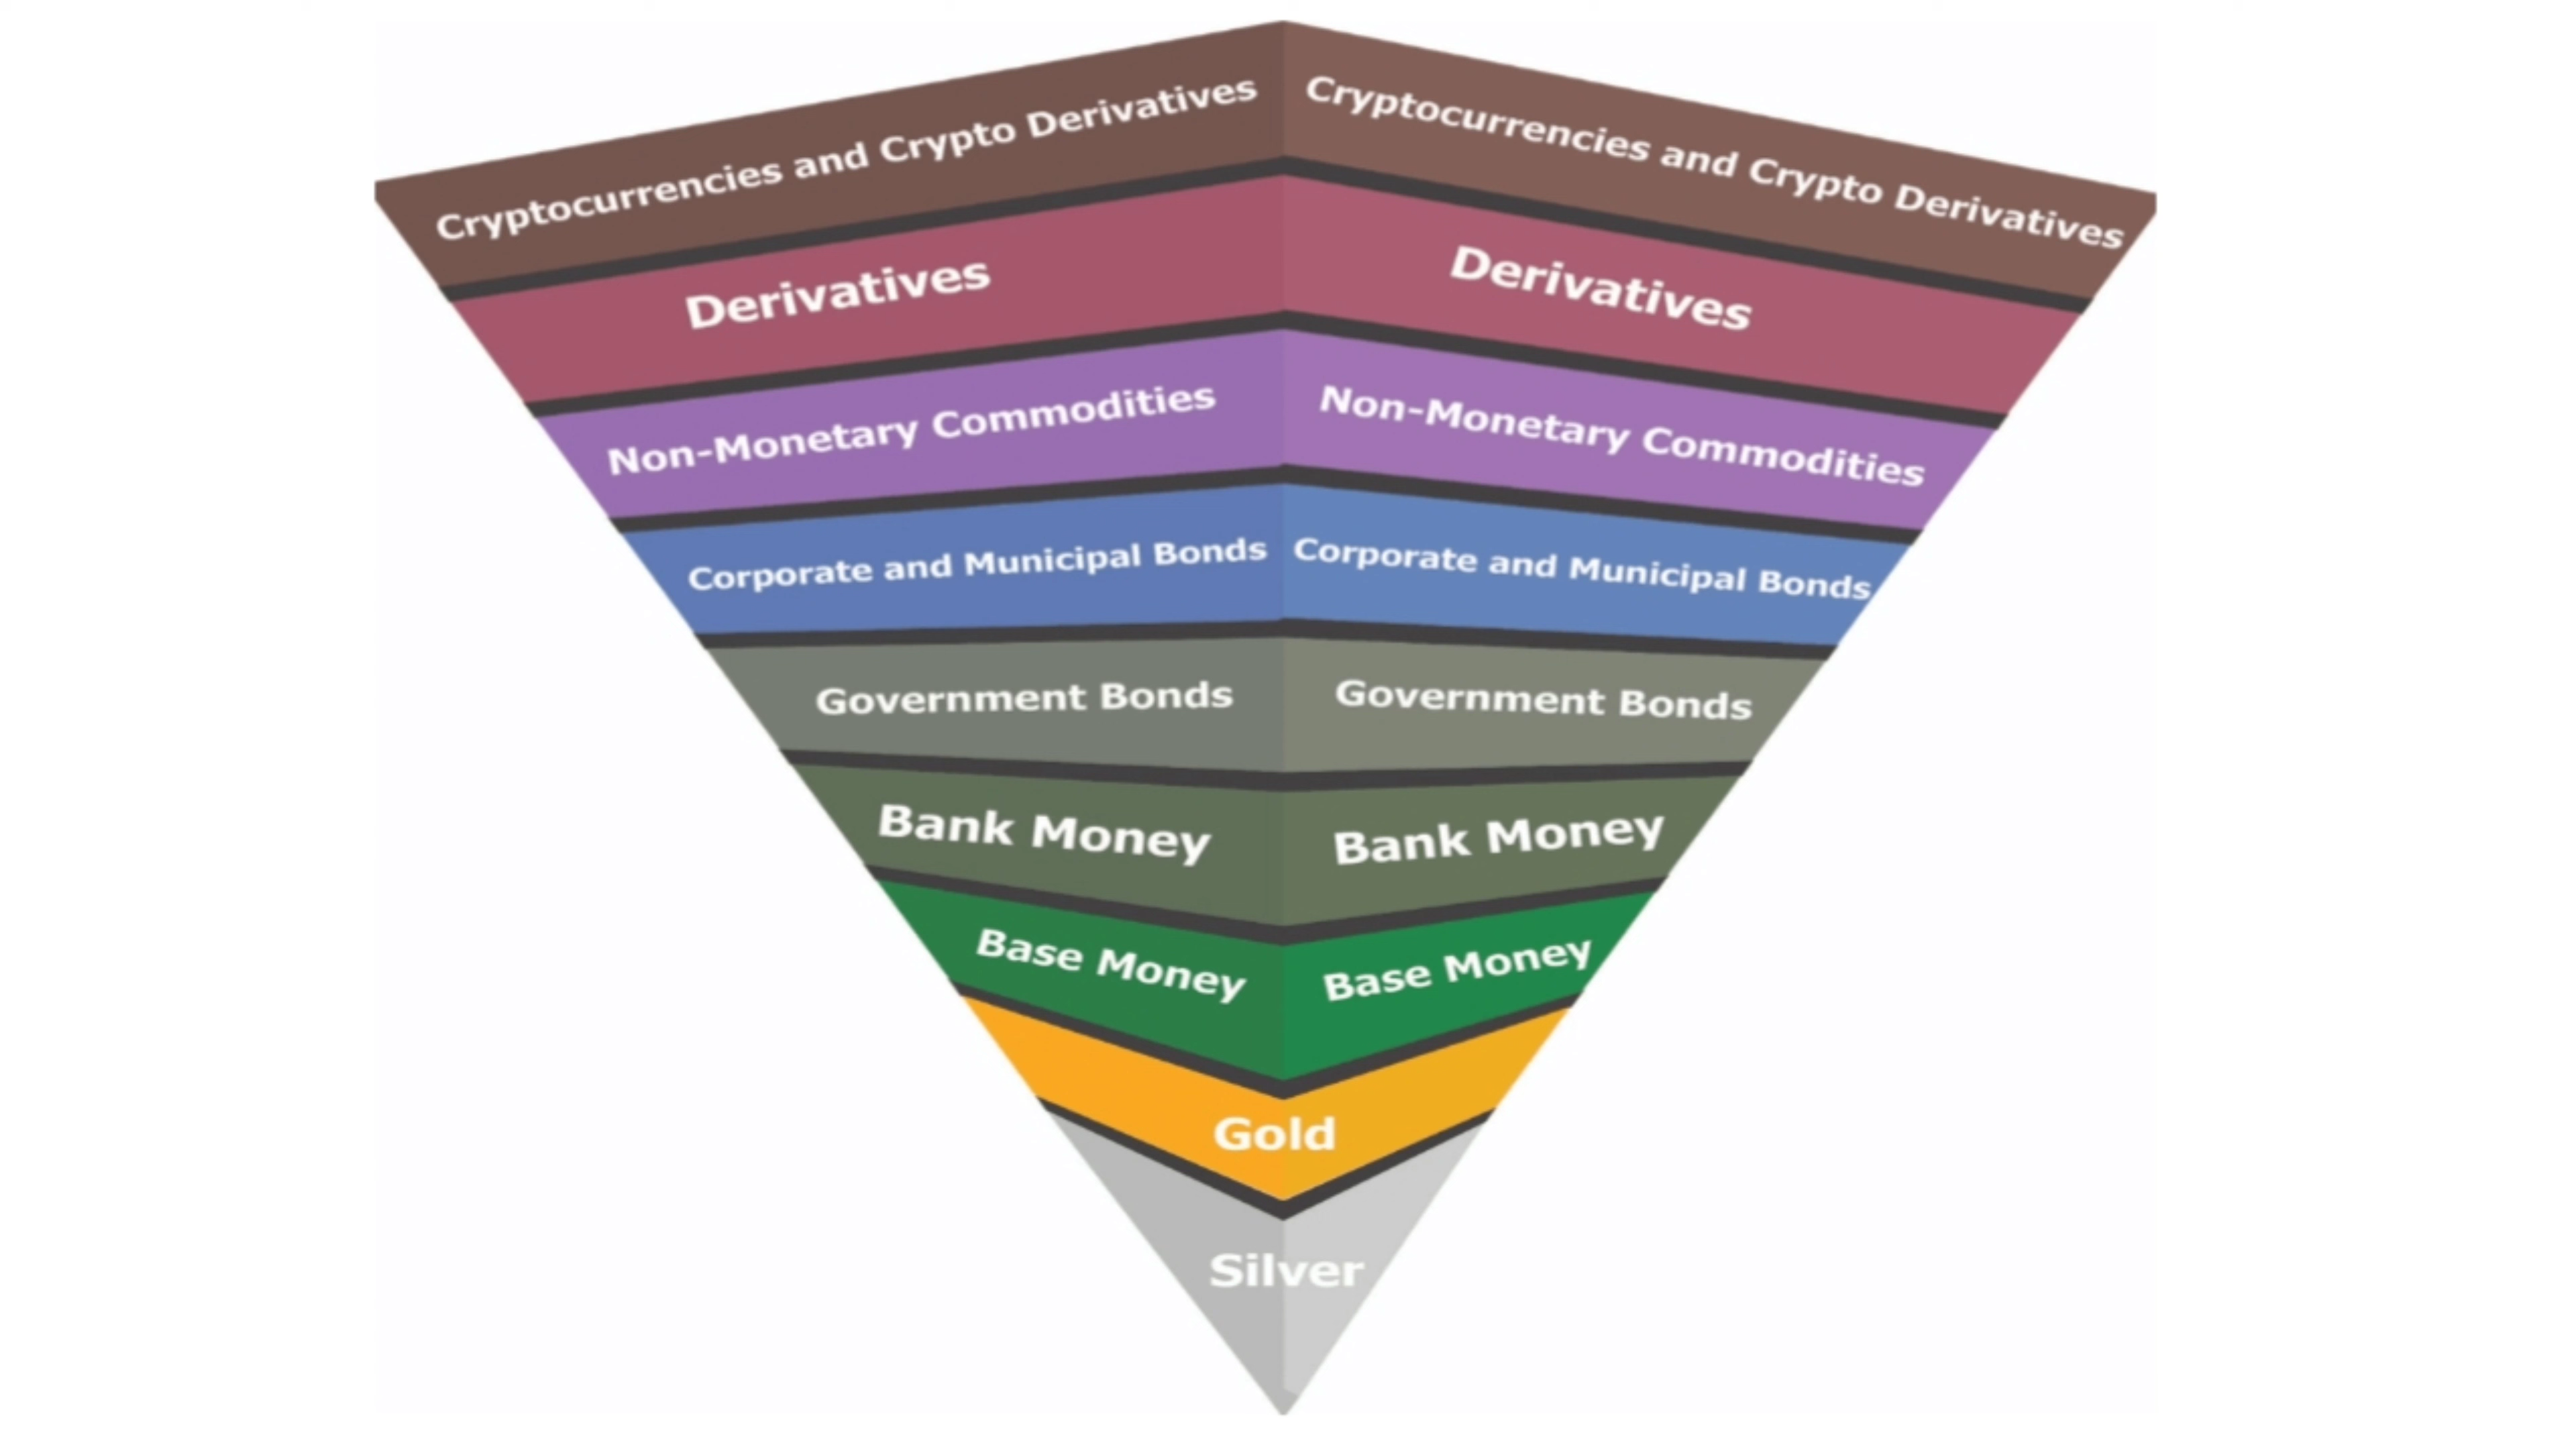 Cryptocurrencies and Crypto Derivatives
Cryptocurrencies and Crypto Derivatives
Derivatives
Derivatives
Non-Monetary Commodities
Non-Monetary Commodities
Corporate and Municipal Bonds
Corporate and Municipal Bonds
Government Bonds
Government Bonds
Bank Money
Bank Money
Base Money
Base Money
Gold
Silver